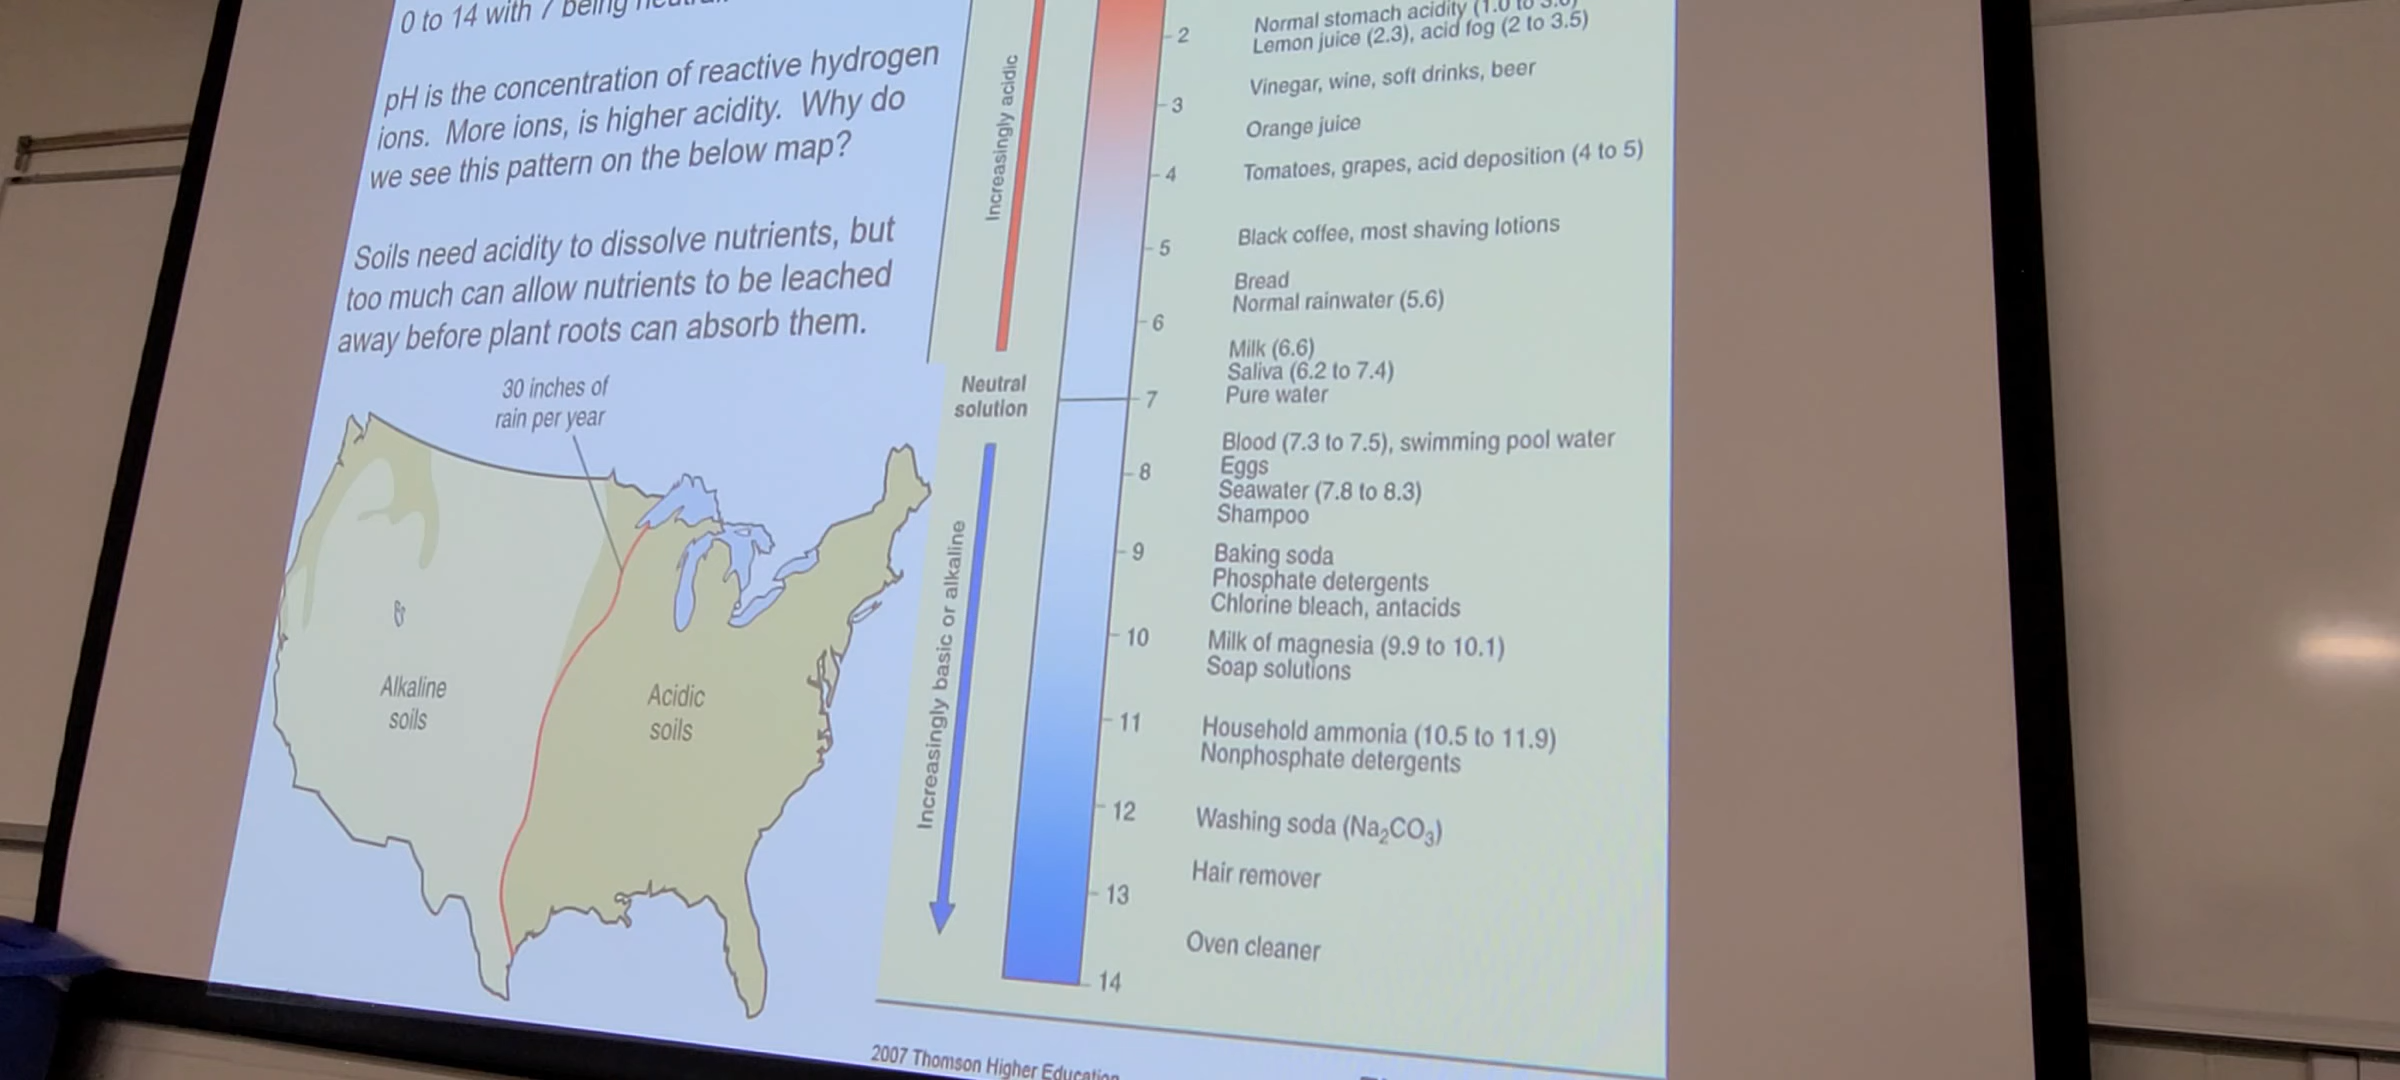 0 to 14 with 7 being neutral
pH is the concentration of reactive hydrogen
ions. More ions, is higher acidity. Why do
we see this pattern on the below map?
Soils need acidity to dissolve nutrients, but
too much can allow nutrients to be leached
away before plant roots can absorb them.
30 inches of
rain per year
Alkaline
soils
Acidic
soils
Increasingly acidic
Neutral
solution
Increasingly basic or alkaline
2
3
4
5
6
7
8
9
10
11
12
13
14
Normal stomach acidity (1.0 to 3.0)
Lemon juice (2.3), acid fog (2 to 3.5)
Vinegar, wine, soft drinks, beer
Orange juice
Tomatoes, grapes, acid deposition (4 to 5)
Black coffee, most shaving lotions
Bread
Normal rainwater (5.6)
Milk (6.6)
Saliva (6.2 to 7.4)
Pure water
Blood (7.3 to 7.5), swimming pool water
Eggs
Seawater (7.8 to 8.3)
Shampoo
Baking soda
Phosphate detergents
Chlorine bleach, antacids
Milk of magnesia (9.9 to 10.1)
Soap solutions
Household ammonia (10.5 to 11.9)
Nonphosphate detergents
Washing soda (Na₂CO₃)
Hair remover
Oven cleaner
2007 Thomson Higher Education